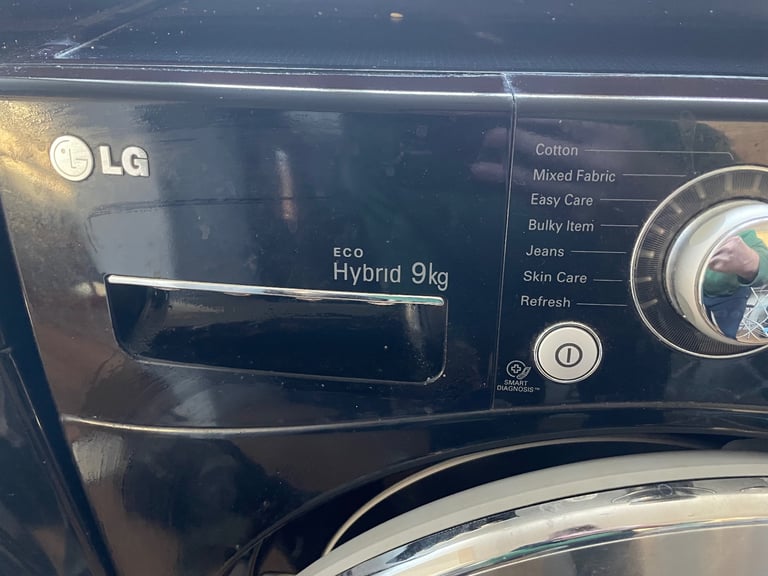 LG
ECO
Hybrid 9kg
Cotton
Mixed Fabric
Easy Care
Bulky Item
Jeans
Skin Care
Refresh
SMART
DIAGNOSIS™